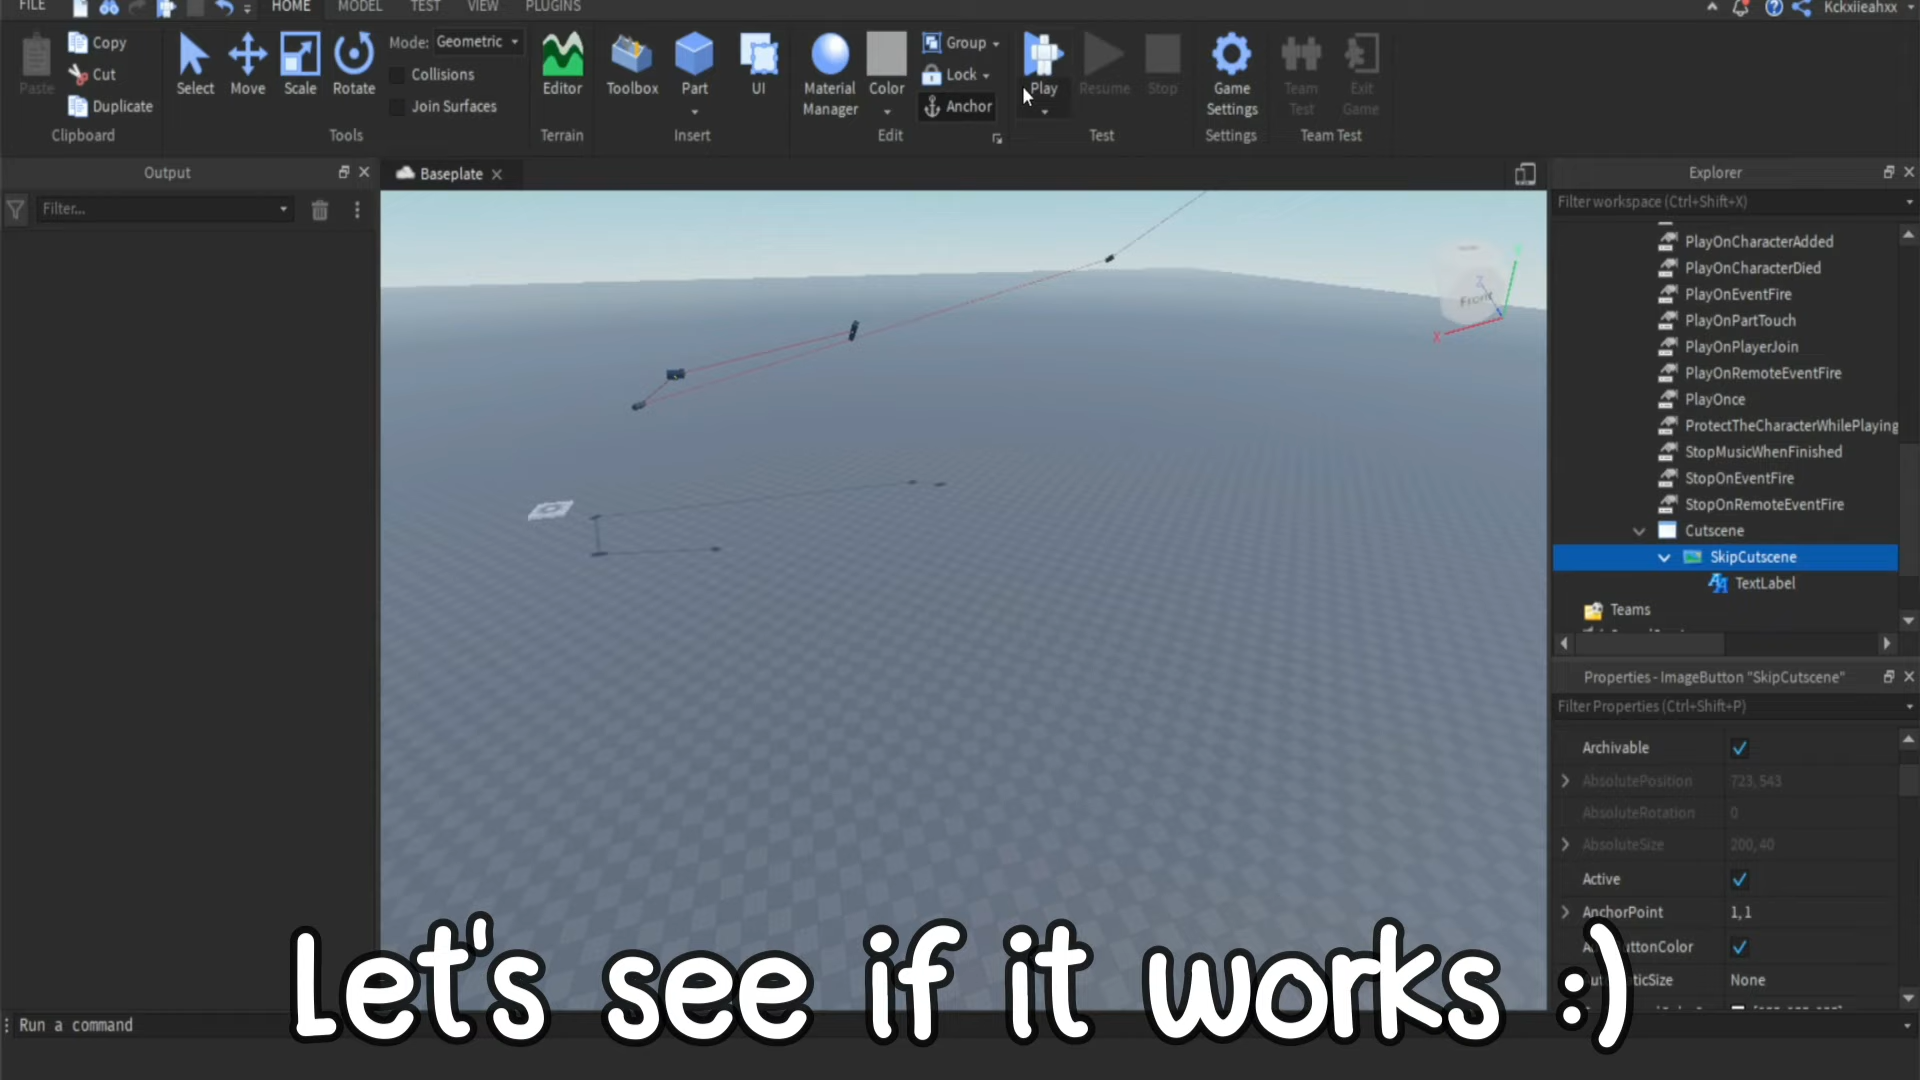 FILE HOME MODEL TEST VIEW PLUGINS Kckxiieahxx
Paste Copy Cut Duplicate Clipboard
Select Move Scale Rotate Mode: Geometric Collisions Join Surfaces Tools
Editor Terrain
Toolbox Part UI Insert
Material Manager Color Group Lock Anchor Edit
Play Resume Stop Test
Game Settings Settings
Team Test Exit Game Team Test
Output
Filter...
Baseplate
Front
X
Z
Explorer
Filter workspace (Ctrl+Shift+X)
PlayOnCharacterAdded
PlayOnCharacterDied
PlayOnEventFire
PlayOnPartTouch
PlayOnPlayerJoin
PlayOnRemoteEventFire
PlayOnce
ProtectTheCharacterWhilePlaying
StopMusicWhenFinished
StopOnEventFire
StopOnRemoteEventFire
Cutscene
SkipCutscene
TextLabel
Teams
Properties - ImageButton "SkipCutscene"
Filter Properties (Ctrl+Shift+P)
Archivable
AbsolutePosition 723, 543
AbsoluteRotation 0
AbsoluteSize 200, 40
Active
AnchorPoint 1, 1
None
Let's see if it works :)
Run a command